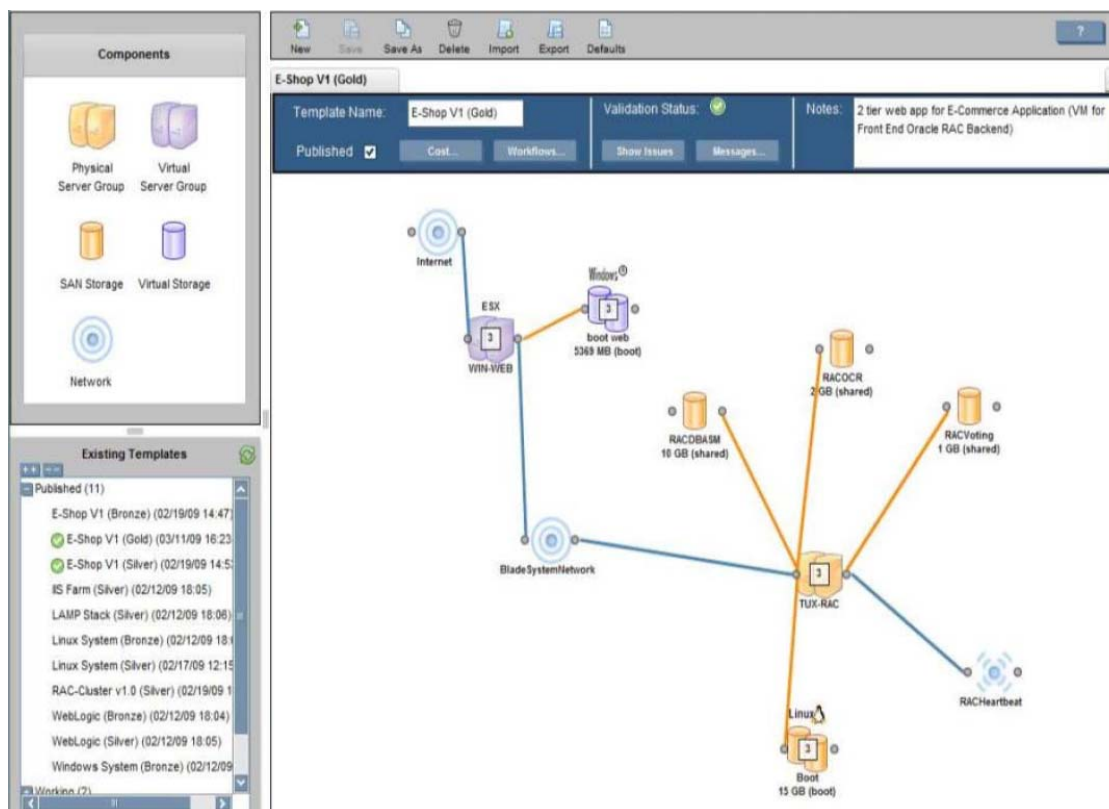 Components
Physical
Server Group
Virtual
Server Group
SAN Storage
Virtual Storage
Network
Existing Templates
Published (11)
E-Shop V1 (Bronze) (02/19/09 14:47)
E-Shop V1 (Gold) (03/11/09 16:23
E-Shop V1 (Silver) (02/19/09 14:5
IIS Farm (Silver) (02/12/09 18:05)
LAMP Stack (Silver) (02/12/09 18:06)
Linux System (Bronze) (02/12/09 18:
Linux System (Silver) (02/17/09 12:15
RAC-Cluster v1.0 (Silver) (02/19/09 1
WebLogic (Bronze) (02/12/09 18:04)
WebLogic (Silver) (02/12/09 18:05)
Windows System (Bronze) (02/12/09
Working (2)
New
Save
Save As
Delete
Import
Export
Defaults
?
E-Shop V1 (Gold)
Template Name:
E-Shop V1 (Gold)
Validation Status:
Notes:
2 tier web app for E-Commerce Application (VM for
Front End Oracle RAC Backend)
Published
Cost...
Workflows...
Show Issues
Messages...
Internet
ESX
3
WIN-WEB
Windows
3
boot web
5369 MB (boot)
RACOCR
2 GB (shared)
RACDBASM
10 GB (shared)
RACVoting
1 GB (shared)
BladeSystemNetwork
3
TUX-RAC
RACHeartbeat
Linux
3
Boot
15 GB (boot)